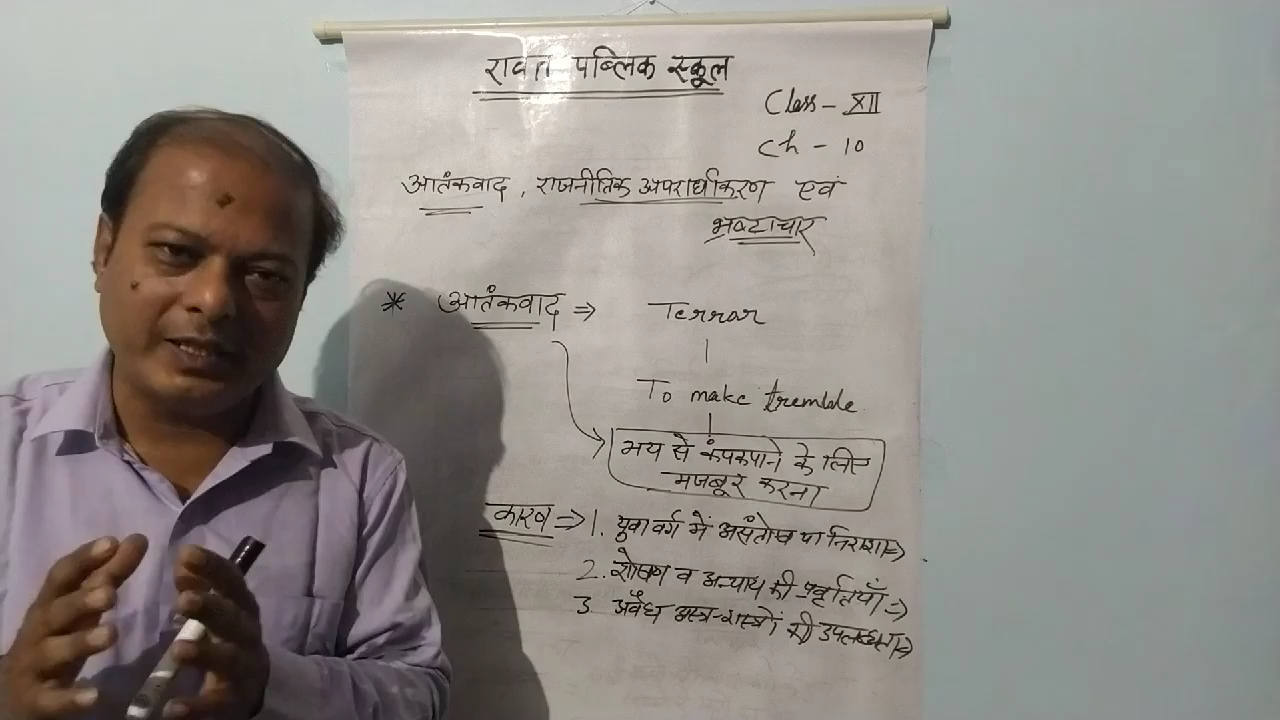 रावत पब्लिक स्कूल
Class - XII
Ch - 10
आतंकवाद, राजनीतिक अपराधीकरण एवं
भ्रष्टाचार
* आतंकवाद ⇒ Terror
To make tremble
भय से कंपकपाने के लिए
मजबूर करना
कारण ⇒ 1. युवा वर्ग में असंतोष या निराशा ⇒
2. शोषण व अन्याय की प्रवृत्तियाँ ⇒
3. अवैध अस्त्र-शस्त्रों की उपलब्धता ⇒